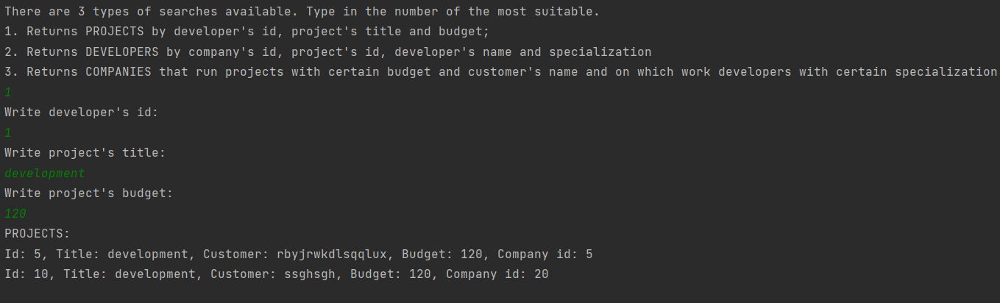 There are 3 types of searches available. Type in the number of the most suitable.
1. Returns PROJECTS by developer's id, project's title and budget;
2. Returns DEVELOPERS by company's id, project's id, developer's name and specialization
3. Returns COMPANIES that run projects with certain budget and customer's name and on which work developers with certain specialization
1
Write developer's id:
1
Write project's title:
development
Write project's budget:
120
PROJECTS:
Id: 5, Title: development, Customer: rbyjrwkdlsqqlux, Budget: 120, Company id: 5
Id: 10, Title: development, Customer: ssghsgh, Budget: 120, Company id: 20